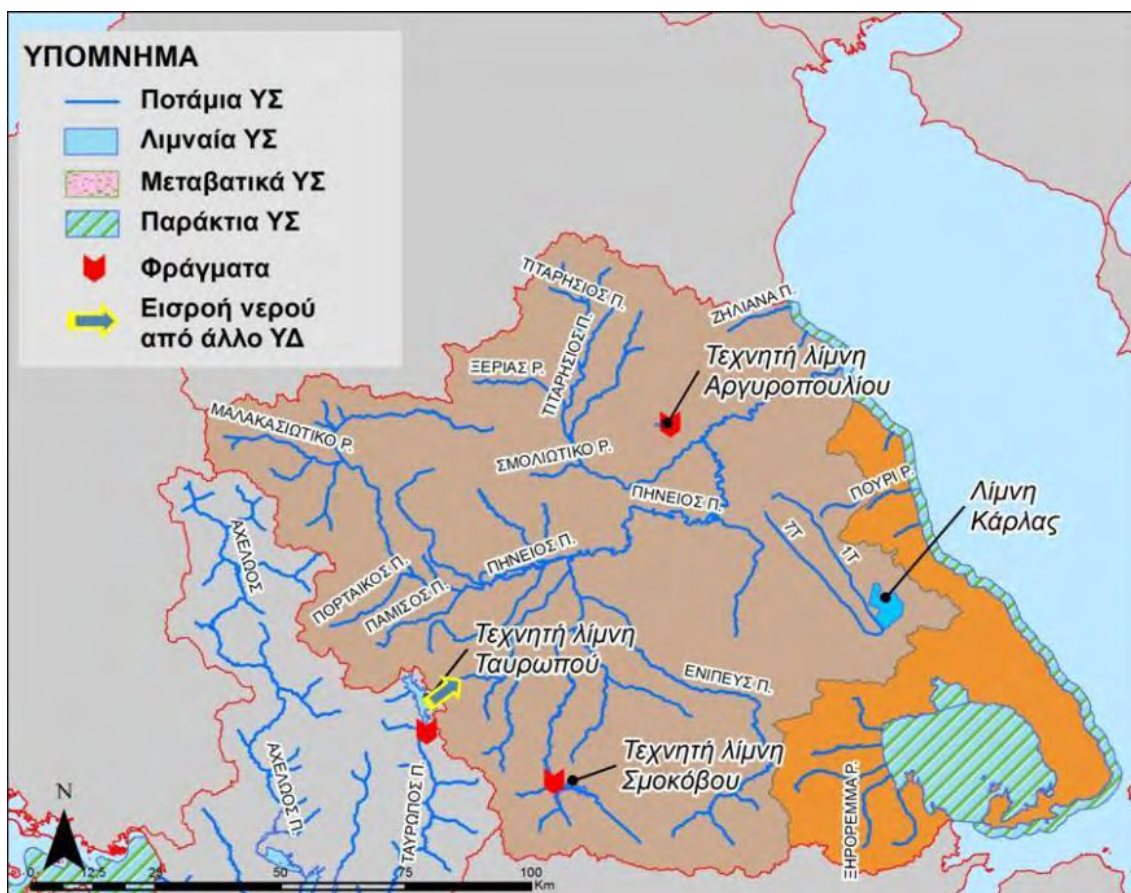 ΥΠΟΜΝΗΜΑ
Ποτάμια ΥΣ
Λιμναία ΥΣ
Μεταβατικά ΥΣ
Παράκτια ΥΣ
Φράγματα
Εισροή νερού
από άλλο ΥΔ
ΤΙΤΑΡΗΣΙΟΣ Π.
ΖΗΛΙΑΝΑ Π.
ΤΙΤΑΡΗΣΙΟΣ Π.
ΞΕΡΙΑΣ Ρ.
Τεχνητή λίμνη
Αργυροπουλίου
ΜΑΛΑΚΑΣΙΩΤΙΚΟ Ρ.
ΣΜΟΛΙΩΤΙΚΟ Ρ.
ΠΗΝΕΙΟΣ Π.
ΠΟΥΡΙ Ρ.
Λίμνη
Κάρλας
ΑΧΕΛΩΟΣ
7Τ
1Τ
ΠΗΝΕΙΟΣ Π.
ΠΟΡΤΑΙΚΟΣ Π.
ΠΑΜΙΣΟΣ Π.
Τεχνητή λίμνη
Ταυρωπού
ΕΝΙΠΕΥΣ Π.
Τεχνητή λίμνη
Σμοκόβου
ΑΧΕΛΩΟΣ Π.
ΤΑΥΡΩΠΟΣ Π.
ΞΗΡΟΡΕΜΜΑ Ρ.
N
0 12,5 25 50 75 100
Km